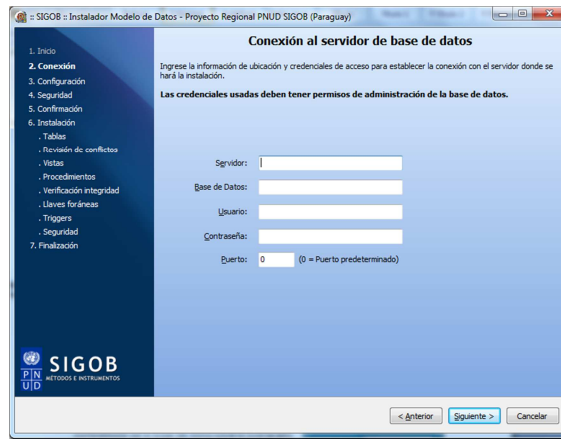 :: SIGOB :: Instalador Modelo de Datos - Proyecto Regional PNUD SIGOB (Paraguay)
1. Inicio
2. Conexión
3. Configuración
4. Seguridad
5. Confirmación
6. Instalación
. Tablas
. Revisión de conflictos
. Vistas
. Procedimientos
. Verificación integridad
. Llaves foráneas
. Triggers
. Seguridad
7. Finalización
Conexión al servidor de base de datos
Ingrese la información de ubicación y credenciales de acceso para establecer la conexión con el servidor donde se
hará la instalación.
Las credenciales usadas deben tener permisos de administración de la base de datos.
Servidor:
Base de Datos:
Usuario:
Contraseña:
Puerto: 0 (0 = Puerto predeterminado)
PN
UD
SIGOB
METODOS E INSTRUMENTOS
< Anterior Siguiente > Cancelar